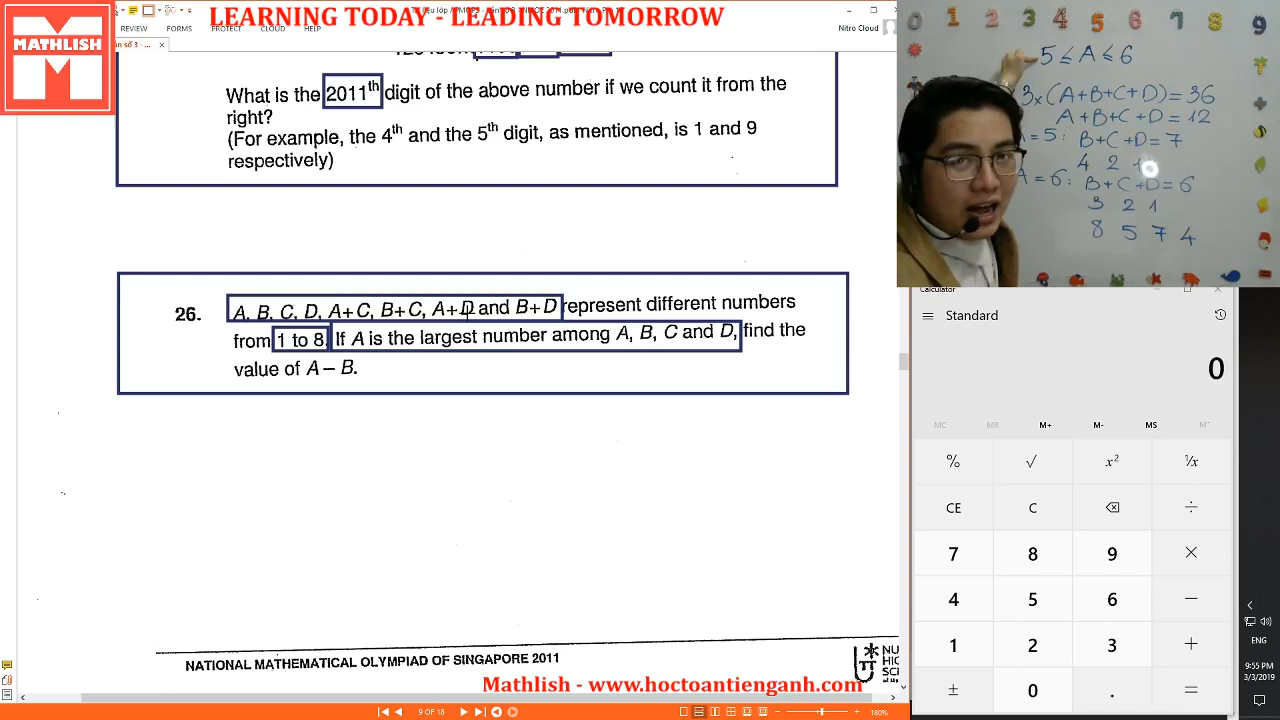 LEARNING TODAY - LEADING TOMORROW
MATHLISH
REVIEW FORMS PROTECT CLOUD HELP
Nitro Cloud
What is the 2011th digit of the above number if we count it from the
right?
(For example, the 4th and the 5th digit, as mentioned, is 1 and 9
respectively)
26. A, B, C, D, A+C, B+C, A+D and B+D represent different numbers
from 1 to 8. If A is the largest number among A, B, C and D, find the
value of A – B.
NATIONAL MATHEMATICAL OLYMPIAD OF SINGAPORE 2011
Mathlish - www.hoctoantienganh.com
9 OF 18
180%
0 1 2 3 4 5 6 7 8 9
5 ≤ A ≤ 6
3x(A+B+C+D)=36
A+B+C+D=12
A=5: B+C+D=7
4 2 1
A=6: B+C+D=6
3 2 1
8 5 7 4
Calculator
Standard
0
MC MR M+ M- MS M˅
% √ x² ¹/x
CE C ⌫ ÷
7 8 9 ×
4 5 6 −
1 2 3 +
± 0 . =
ENG
9:55 PM
3/3/2019